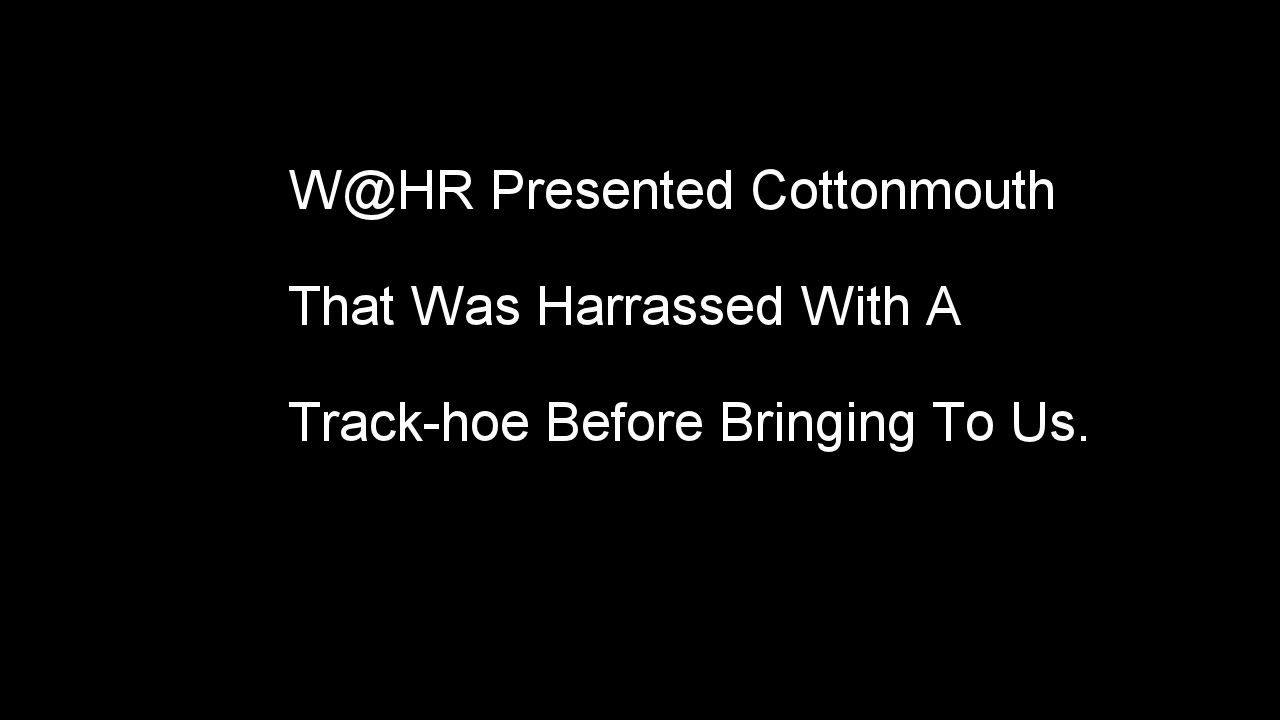 W@HR Presented Cottonmouth
That Was Harrassed With A
Track-hoe Before Bringing To Us.